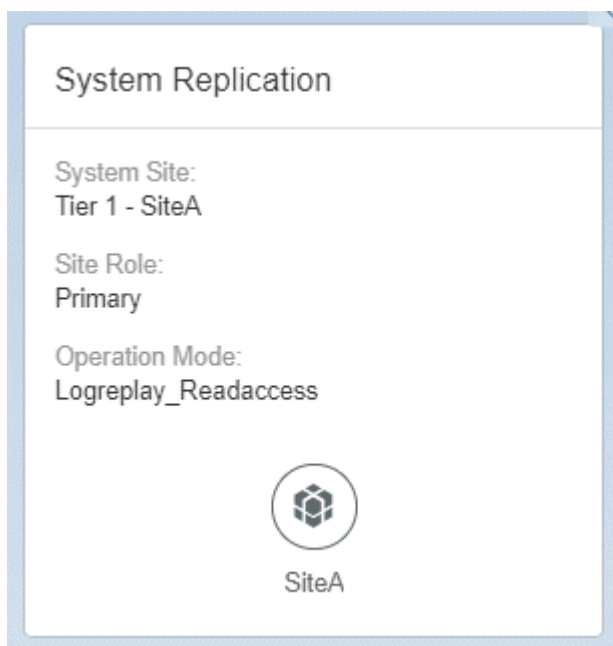 System Replication
System Site:
Tier 1 - SiteA
Site Role:
Primary
Operation Mode:
Logreplay_Readaccess
SiteA